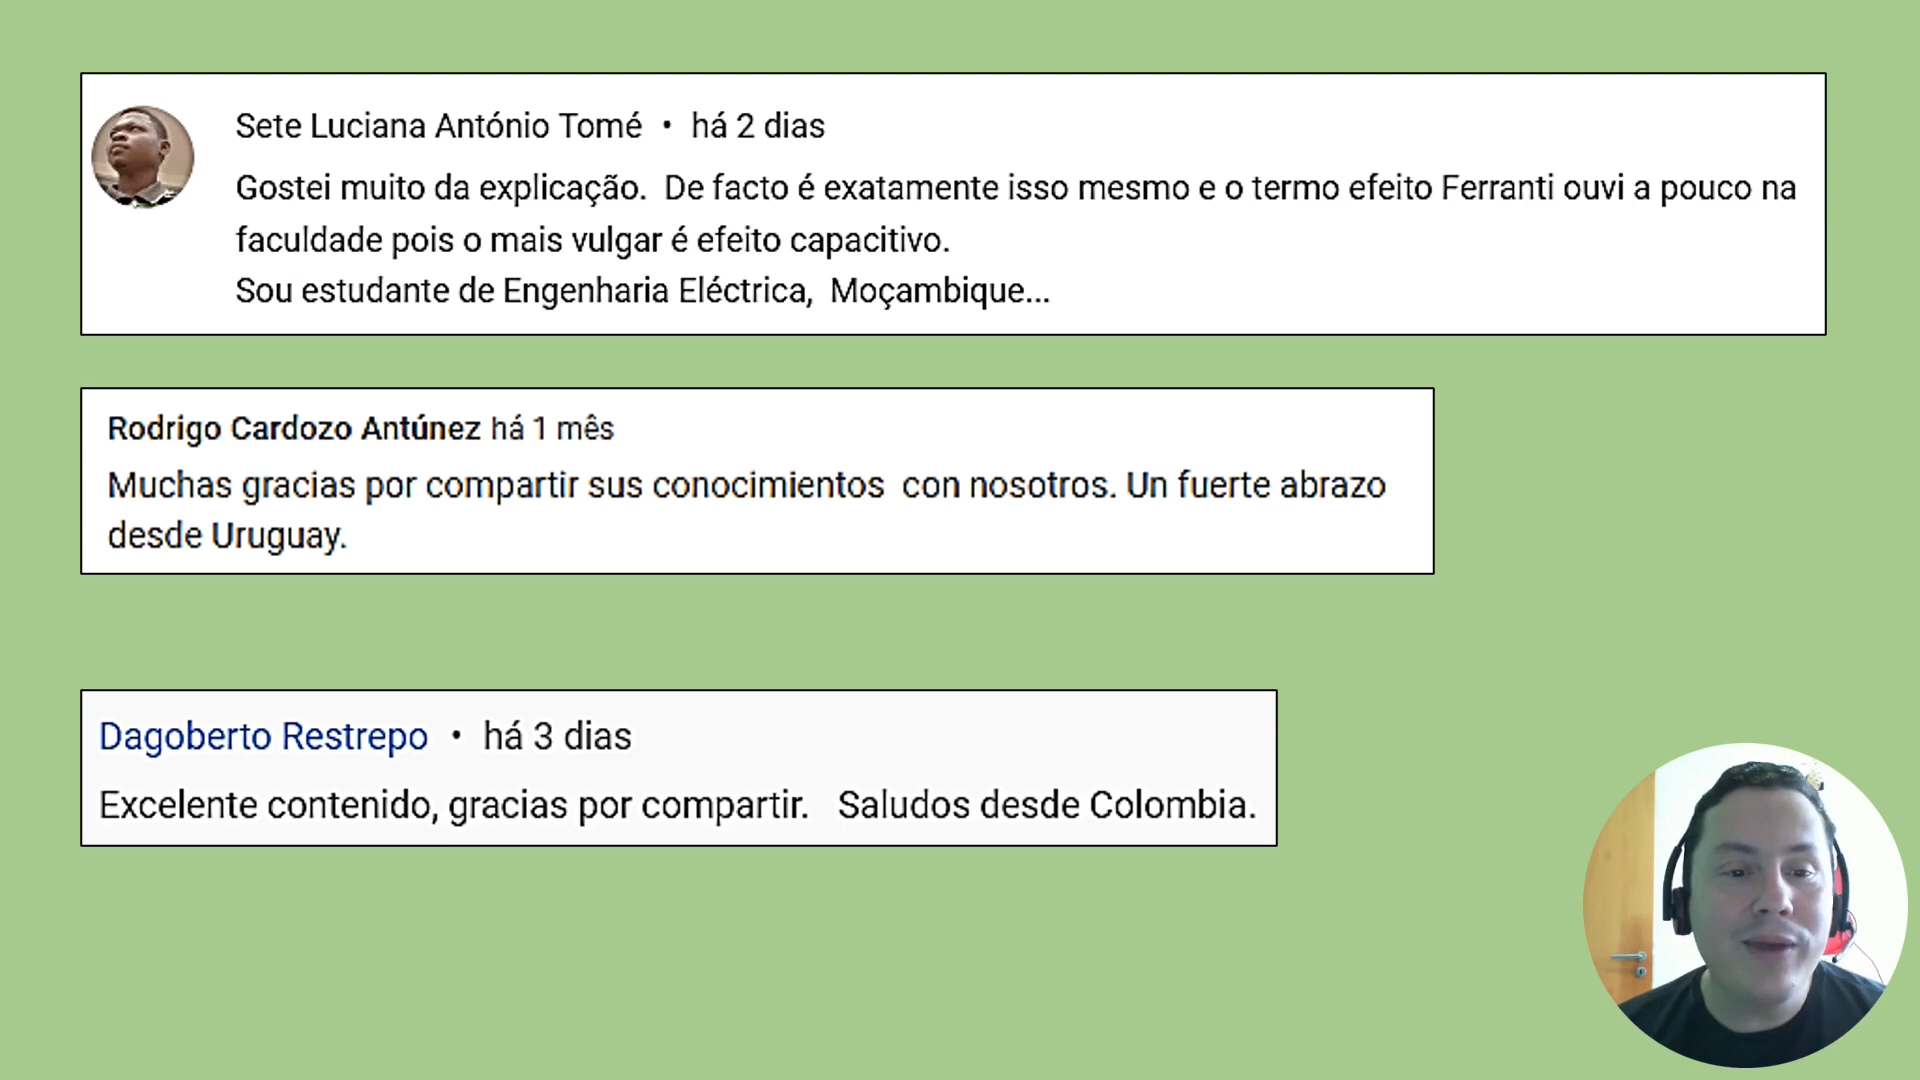 Sete Luciana António Tomé • há 2 dias
Gostei muito da explicação. De facto é exatamente isso mesmo e o termo efeito Ferranti ouvi a pouco na
faculdade pois o mais vulgar é efeito capacitivo.
Sou estudante de Engenharia Eléctrica, Moçambique...
Rodrigo Cardozo Antúnez há 1 mês
Muchas gracias por compartir sus conocimientos con nosotros. Un fuerte abrazo
desde Uruguay.
Dagoberto Restrepo • há 3 dias
Excelente contenido, gracias por compartir. Saludos desde Colombia.